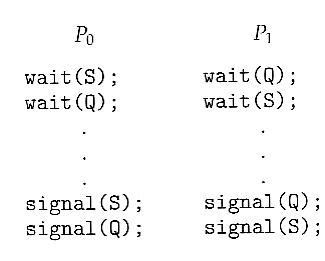 P0 P1
wait(S); wait(Q);
wait(Q); wait(S);
. .
. .
. .
signal(S); signal(Q);
signal(Q); signal(S);